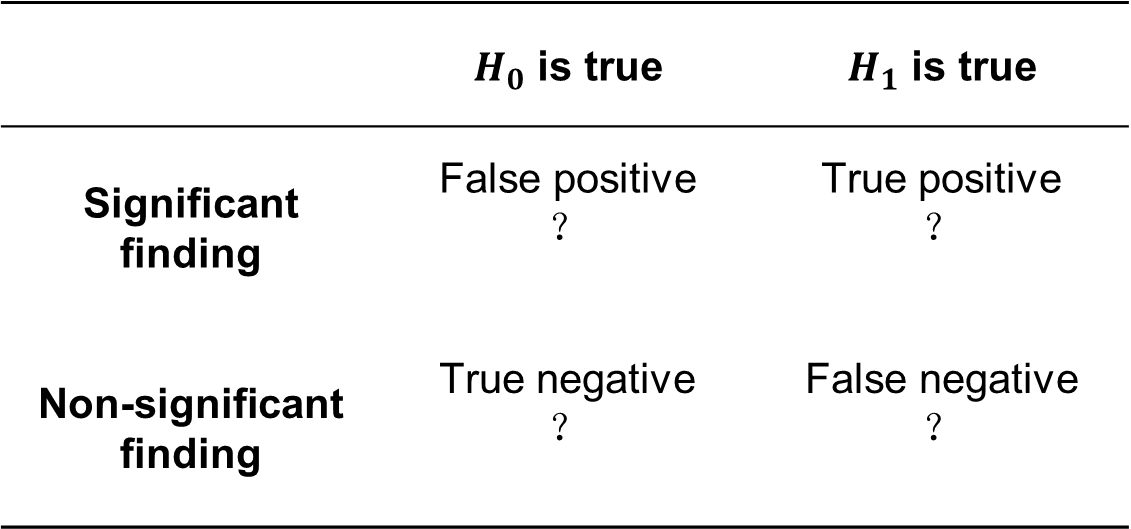 H₀ is true H₁ is true
False positive True positive
Significant
finding
? ?
True negative False negative
Non-significant
finding
? ?